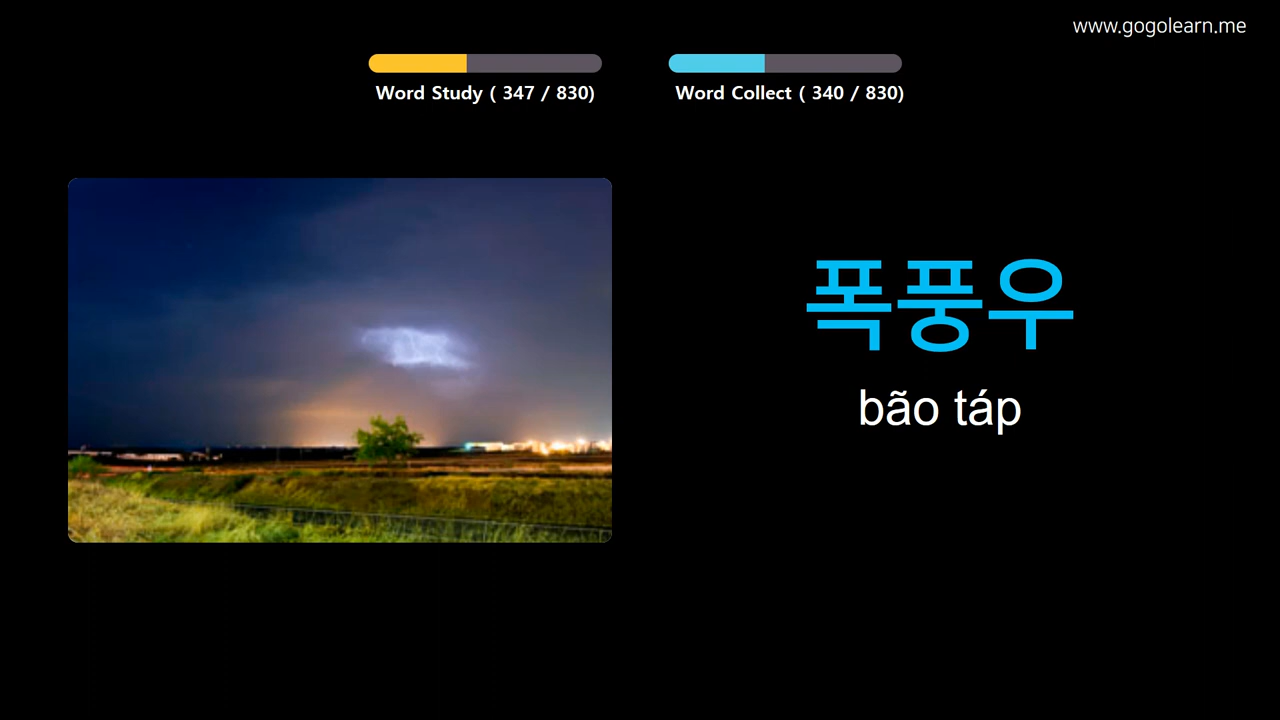 www.gogolearn.me
Word Study ( 347 / 830)
Word Collect ( 340 / 830)
폭풍우
bão táp